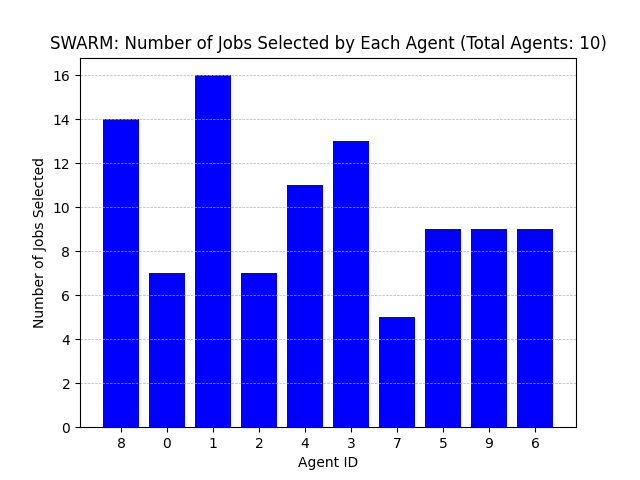 SWARM: Number of Jobs Selected by Each Agent (Total Agents: 10)
Number of Jobs Selected
16
14
12
10
8
6
4
2
0
8 0 1 2 4 3 7 5 9 6
Agent ID